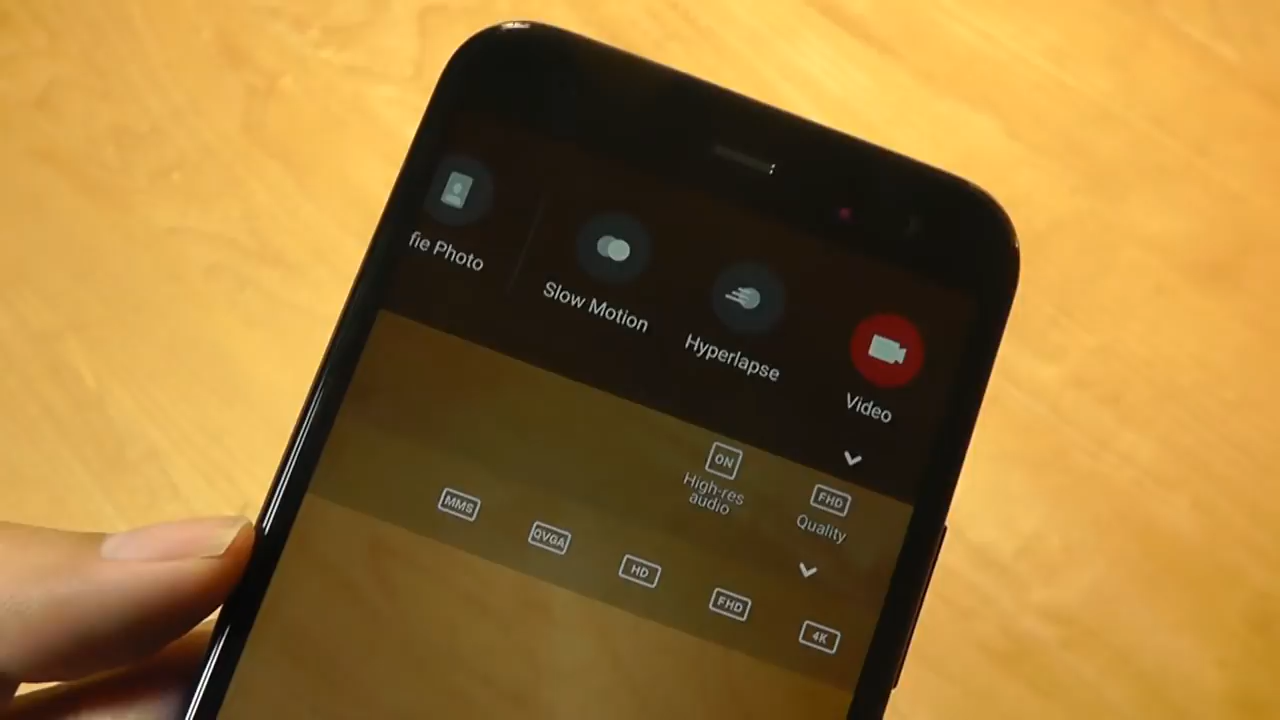 fie Photo
Slow Motion
Hyperlapse
Video
ON
High-res
audio
FHD
Quality
MMS
QVGA
HD
FHD
4K